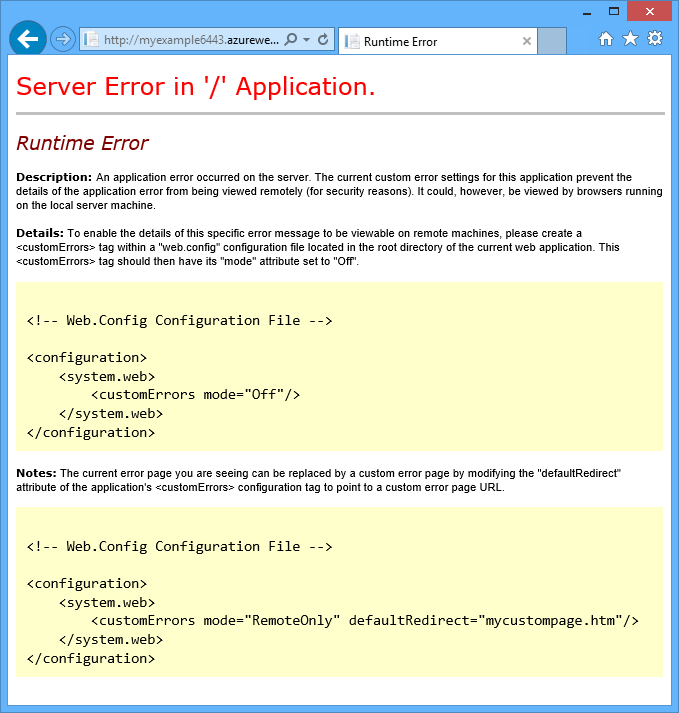 http://myexample6443.azurewe...
Runtime Error
Server Error in '/' Application.
Runtime Error
Description: An application error occurred on the server. The current custom error settings for this application prevent the
details of the application error from being viewed remotely (for security reasons). It could, however, be viewed by browsers running
on the local server machine.
Details: To enable the details of this specific error message to be viewable on remote machines, please create a
<customErrors> tag within a "web.config" configuration file located in the root directory of the current web application. This
<customErrors> tag should then have its "mode" attribute set to "Off".
<!-- Web.Config Configuration File -->
<configuration>
    <system.web>
        <customErrors mode="Off"/>
    </system.web>
</configuration>
Notes: The current error page you are seeing can be replaced by a custom error page by modifying the "defaultRedirect"
attribute of the application's <customErrors> configuration tag to point to a custom error page URL.
<!-- Web.Config Configuration File -->
<configuration>
    <system.web>
        <customErrors mode="RemoteOnly" defaultRedirect="mycustompage.htm"/>
    </system.web>
</configuration>